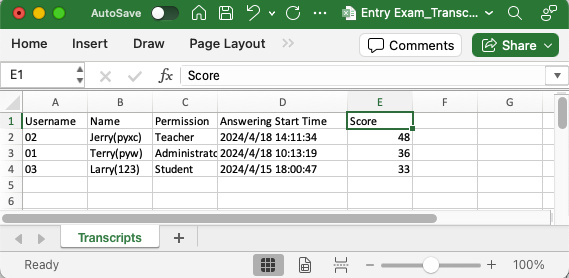 AutoSave
Entry Exam_Transc...
Home Insert Draw Page Layout
Comments
Share
E1
fx Score
A B C D E F G
1 Username Name Permission Answering Start Time Score
2 02 Jerry(pyxc) Teacher 2024/4/18 14:11:34 48
3 01 Terry(pyw) Administrato 2024/4/18 10:13:19 36
4 03 Larry(123) Student 2024/4/15 18:00:47 33
5
6
Transcripts +
Ready
− + 100%